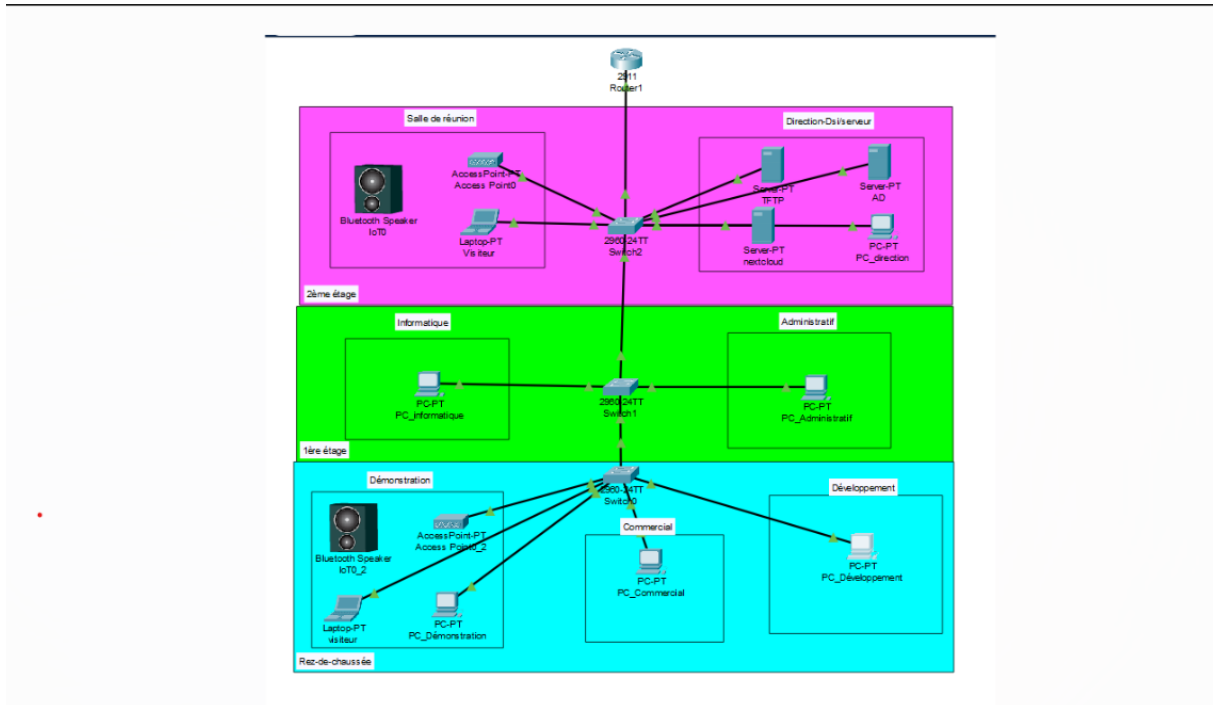 2911
Router1
Salle de réunion
Direction-Dsi/serveur
AccessPoint-PT
Access Point0
Server-PT
TFTP
Server-PT
AD
Bluetooth Speaker
IoT0
Laptop-PT
Visiteur
2960-24TT
Switch2
Server-PT
nextcloud
PC-PT
PC_direction
2ème étage
Informatique
Administratif
PC-PT
PC_informatique
2960-24TT
Switch1
PC-PT
PC_Administratif
1ère étage
Démonstration
2960-24TT
Switch0
Développement
AccessPoint-PT
Access Point0_2
Commercial
Bluetooth Speaker
IoT0_2
PC-PT
PC_Commercial
PC-PT
PC_Développement
Laptop-PT
visiteur
PC-PT
PC_Démonstration
Rez-de-chaussée